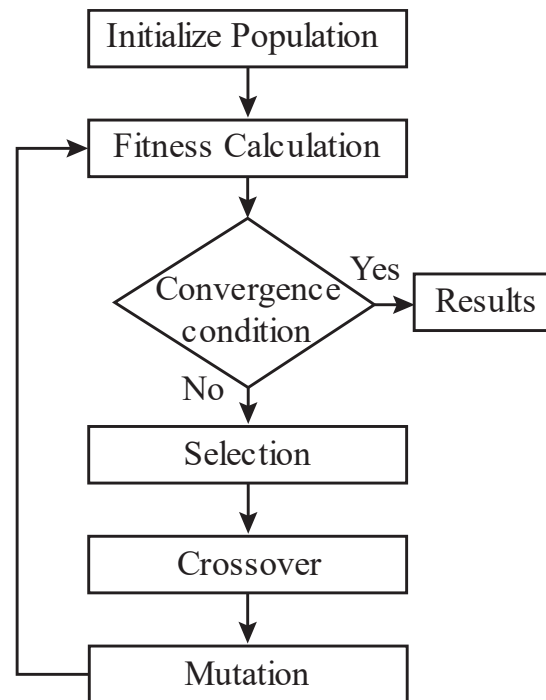 Initialize Population
Fitness Calculation
Yes
Convergence
condition
Results
No
Selection
Crossover
Mutation